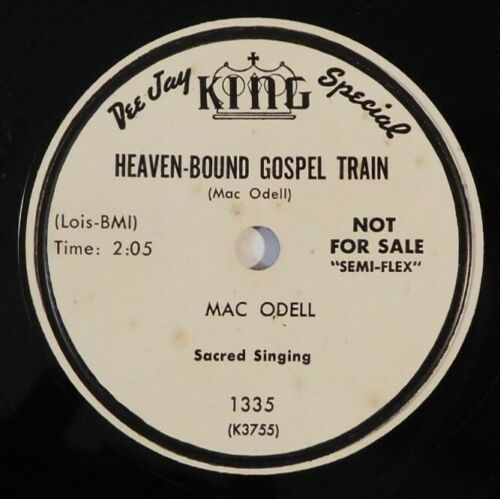 Dee Jay KING Special
HEAVEN-BOUND GOSPEL TRAIN
(Mac Odell)
(Lois-BMI)
Time: 2:05
NOT
FOR SALE
"SEMI-FLEX"
MAC ODELL
Sacred Singing
1335
(K3755)